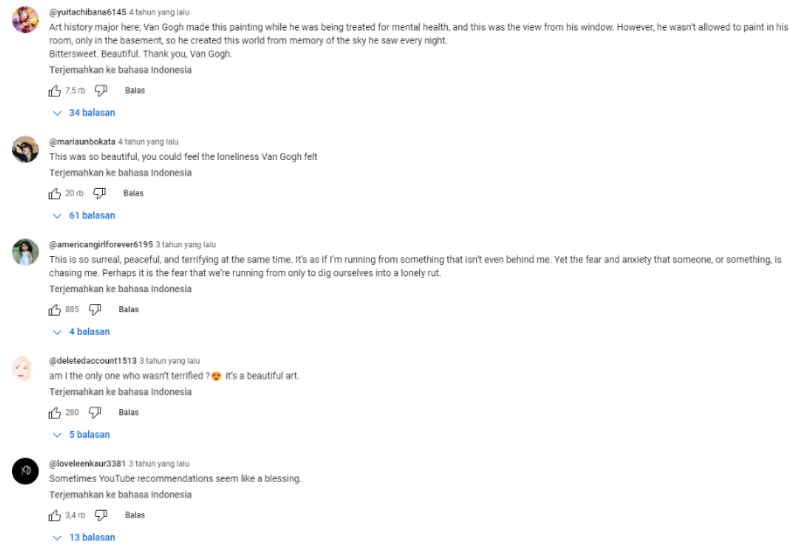 @yuitachibana6145 4 tahun yang lalu
Art history major here; Van Gogh made this painting while he was being treated for mental health, and this was the view from his window. However, he wasn't allowed to paint in his
room, only in the basement, so he created this world from memory of the sky he saw every night.
Bittersweet. Beautiful. Thank you, Van Gogh.
Terjemahkan ke bahasa Indonesia
7,5 rb Balas
34 balasan
@mariaunbokata 4 tahun yang lalu
This was so beautiful, you could feel the loneliness Van Gogh felt
Terjemahkan ke bahasa Indonesia
20 rb Balas
61 balasan
@americangirlforever6195 3 tahun yang lalu
This is so surreal, peaceful, and terrifying at the same time. It's as if I'm running from something that isn't even behind me. Yet the fear and anxiety that someone, or something, is
chasing me. Perhaps it is the fear that we're running from only to dig ourselves into a lonely rut.
Terjemahkan ke bahasa Indonesia
885 Balas
4 balasan
@deletedaccount1513 3 tahun yang lalu
am I the only one who wasn't terrified ?😍 it's a beautiful art.
Terjemahkan ke bahasa Indonesia
280 Balas
5 balasan
@loveleenkaur3381 3 tahun yang lalu
Sometimes YouTube recommendations seem like a blessing.
Terjemahkan ke bahasa Indonesia
3,4 rb Balas
13 balasan